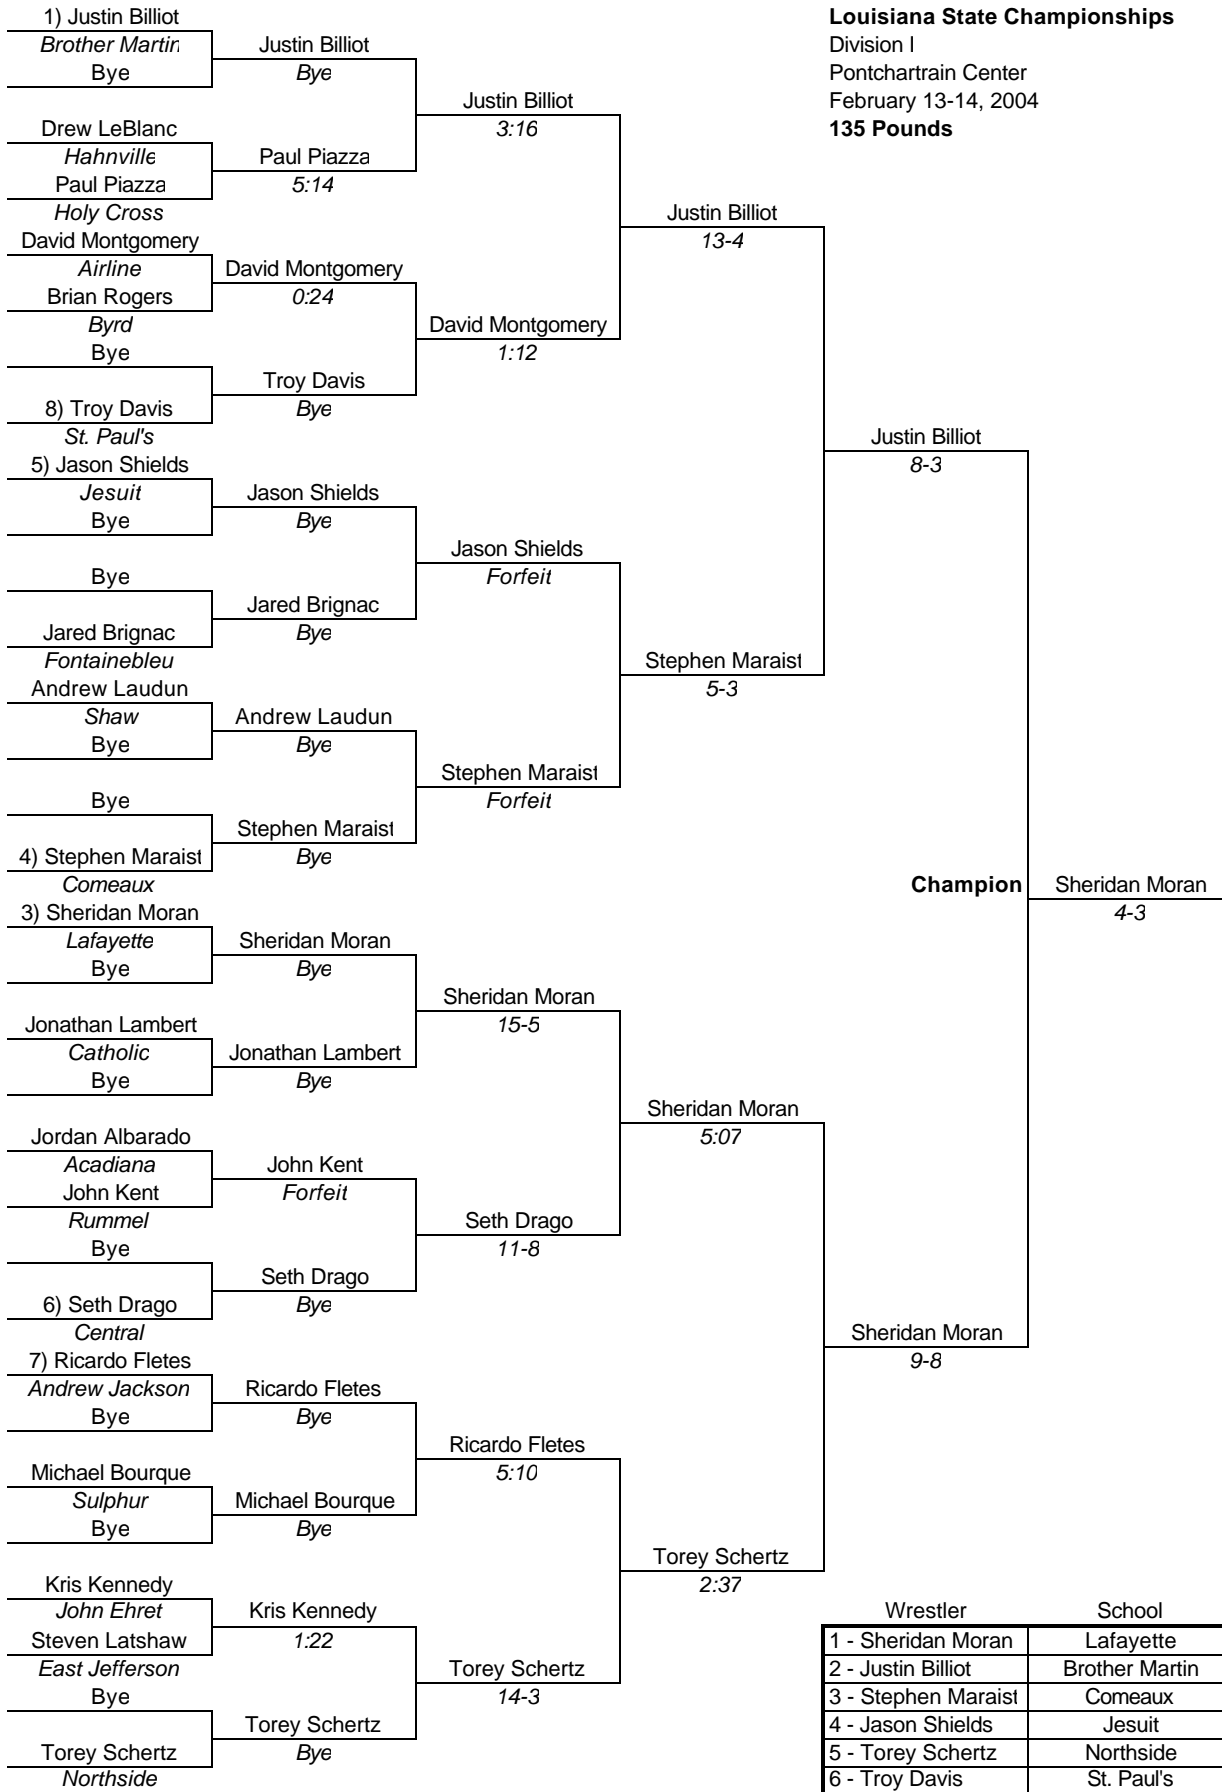 Louisiana State Championships
Division I
Pontchartrain Center
February 13-14, 2004
135 Pounds
1) Justin Billiot
Brother Martin
Bye
Drew LeBlanc
Hahnville
Paul Piazza
Holy Cross
David Montgomery
Airline
Brian Rogers
Byrd
Bye
8) Troy Davis
St. Paul's
5) Jason Shields
Jesuit
Bye
Bye
Jared Brignac
Fontainebleu
Andrew Laudun
Shaw
Bye
Bye
4) Stephen Maraist
Comeaux
3) Sheridan Moran
Lafayette
Bye
Jonathan Lambert
Catholic
Bye
Jordan Albarado
Acadiana
John Kent
Rummel
Bye
6) Seth Drago
Central
7) Ricardo Fletes
Andrew Jackson
Bye
Michael Bourque
Sulphur
Bye
Kris Kennedy
John Ehret
Steven Latshaw
East Jefferson
Bye
Torey Schertz
Northside
Justin Billiot
Bye
Paul Piazza
5:14
David Montgomery
0:24
Troy Davis
Bye
Jason Shields
Bye
Jared Brignac
Bye
Andrew Laudun
Bye
Stephen Maraist
Bye
Sheridan Moran
Bye
Jonathan Lambert
Bye
John Kent
Forfeit
Seth Drago
Bye
Ricardo Fletes
Bye
Michael Bourque
Bye
Kris Kennedy
1:22
Torey Schertz
Bye
Justin Billiot
3:16
David Montgomery
1:12
Jason Shields
Forfeit
Stephen Maraist
Forfeit
Sheridan Moran
15-5
Seth Drago
11-8
Ricardo Fletes
5:10
Torey Schertz
14-3
Justin Billiot
13-4
Stephen Maraist
5-3
Sheridan Moran
5:07
Torey Schertz
2:37
Justin Billiot
8-3
Sheridan Moran
9-8
Champion
Sheridan Moran
4-3
Wrestler School
1 - Sheridan Moran Lafayette
2 - Justin Billiot Brother Martin
3 - Stephen Maraist Comeaux
4 - Jason Shields Jesuit
5 - Torey Schertz Northside
6 - Troy Davis St. Paul's